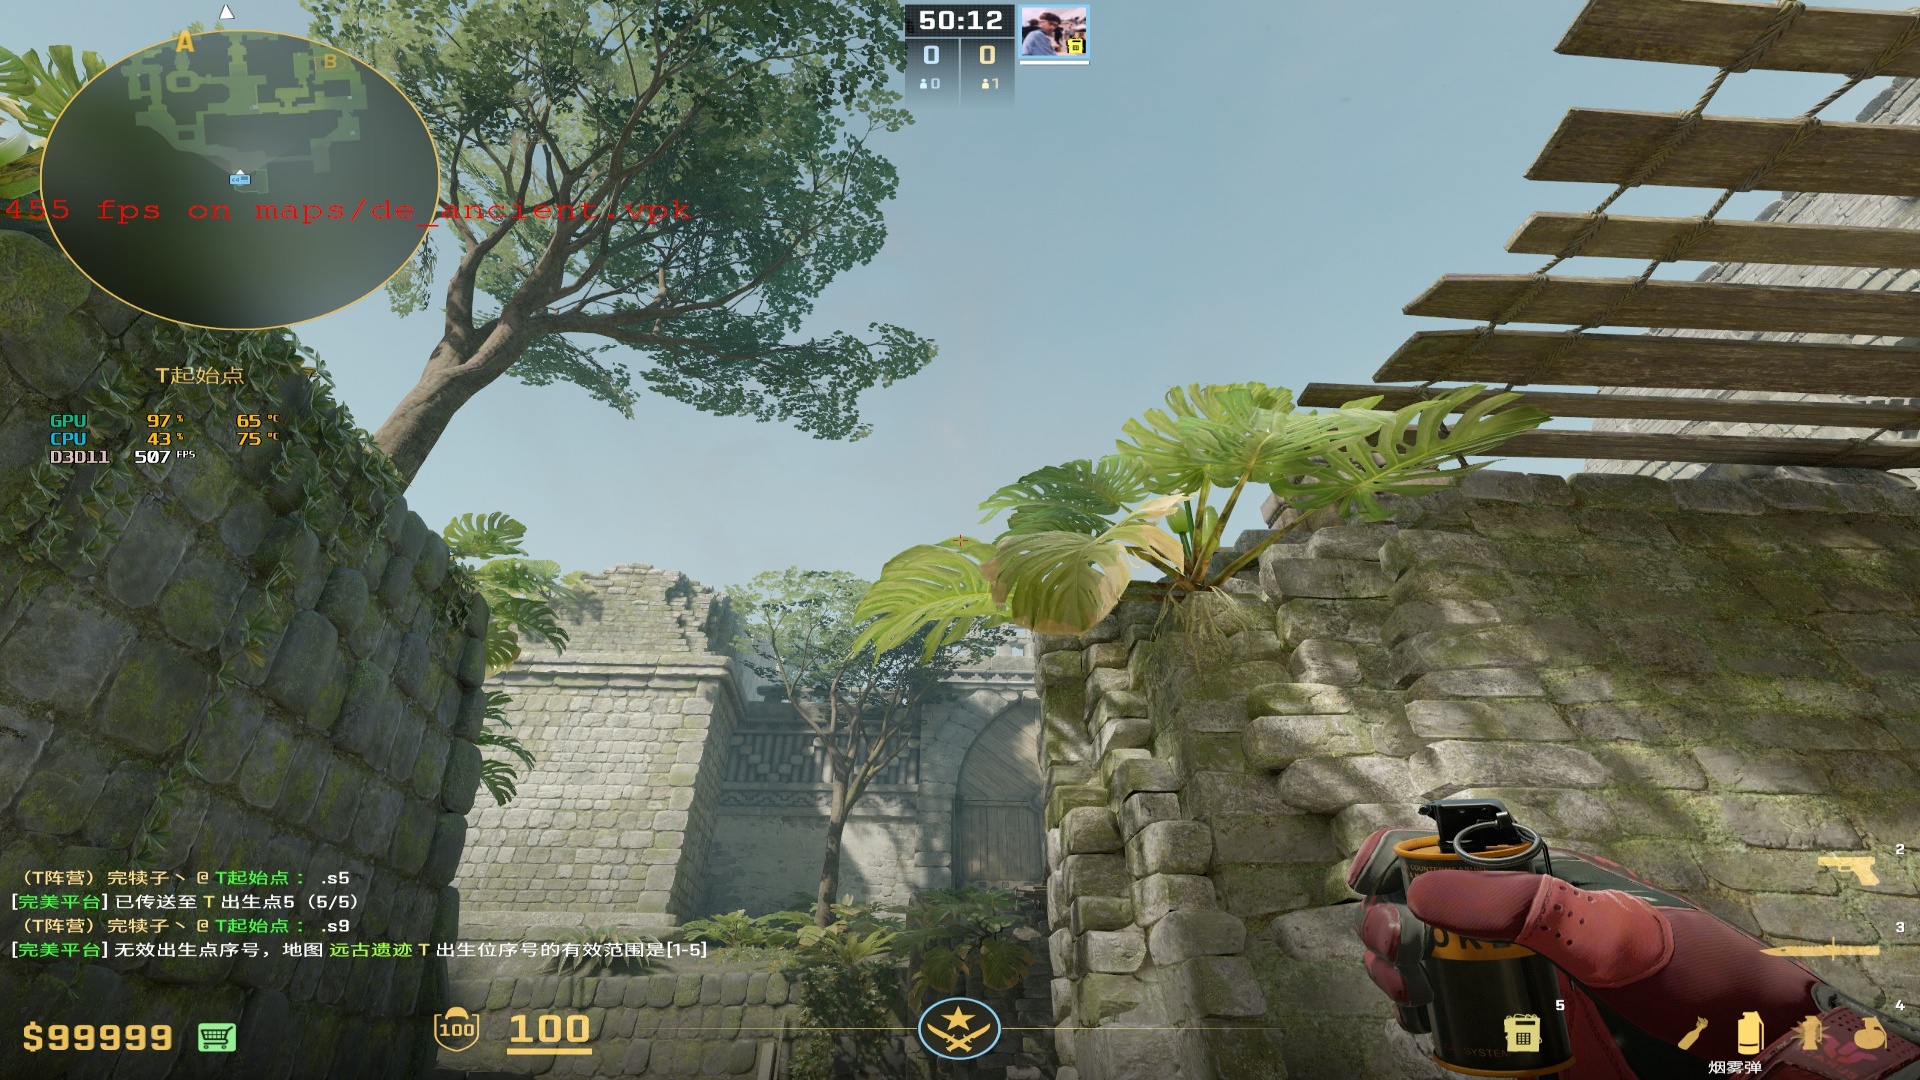 A
B
50:12
0 0
0 1
455 fps on maps/de_ancient.vpk
T起始点
GPU 97 % 65 °C
CPU 43 % 75 °C
D3D11 507 FPS
（T阵营）完犊子丶 @ T起始点： .s5
[完美平台] 已传送至 T 出生点5（5/5）
（T阵营）完犊子丶 @ T起始点： .s9
[完美平台] 无效出生点序号，地图 远古遗迹 T 出生位序号的有效范围是[1-5]
2
3
5
4
$99999
100
100
烟雾弹